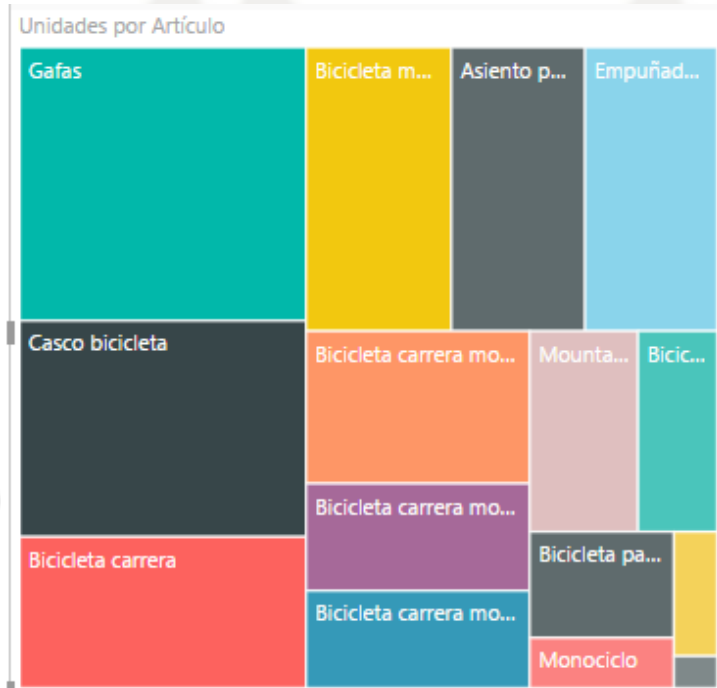 Unidades por Artículo
Gafas
Bicicleta m...
Asiento p...
Empuñad...
Casco bicicleta
Bicicleta carrera mo...
Mounta...
Bicic...
Bicicleta carrera mo...
Bicicleta carrera
Bicicleta pa...
Bicicleta carrera mo...
Monociclo